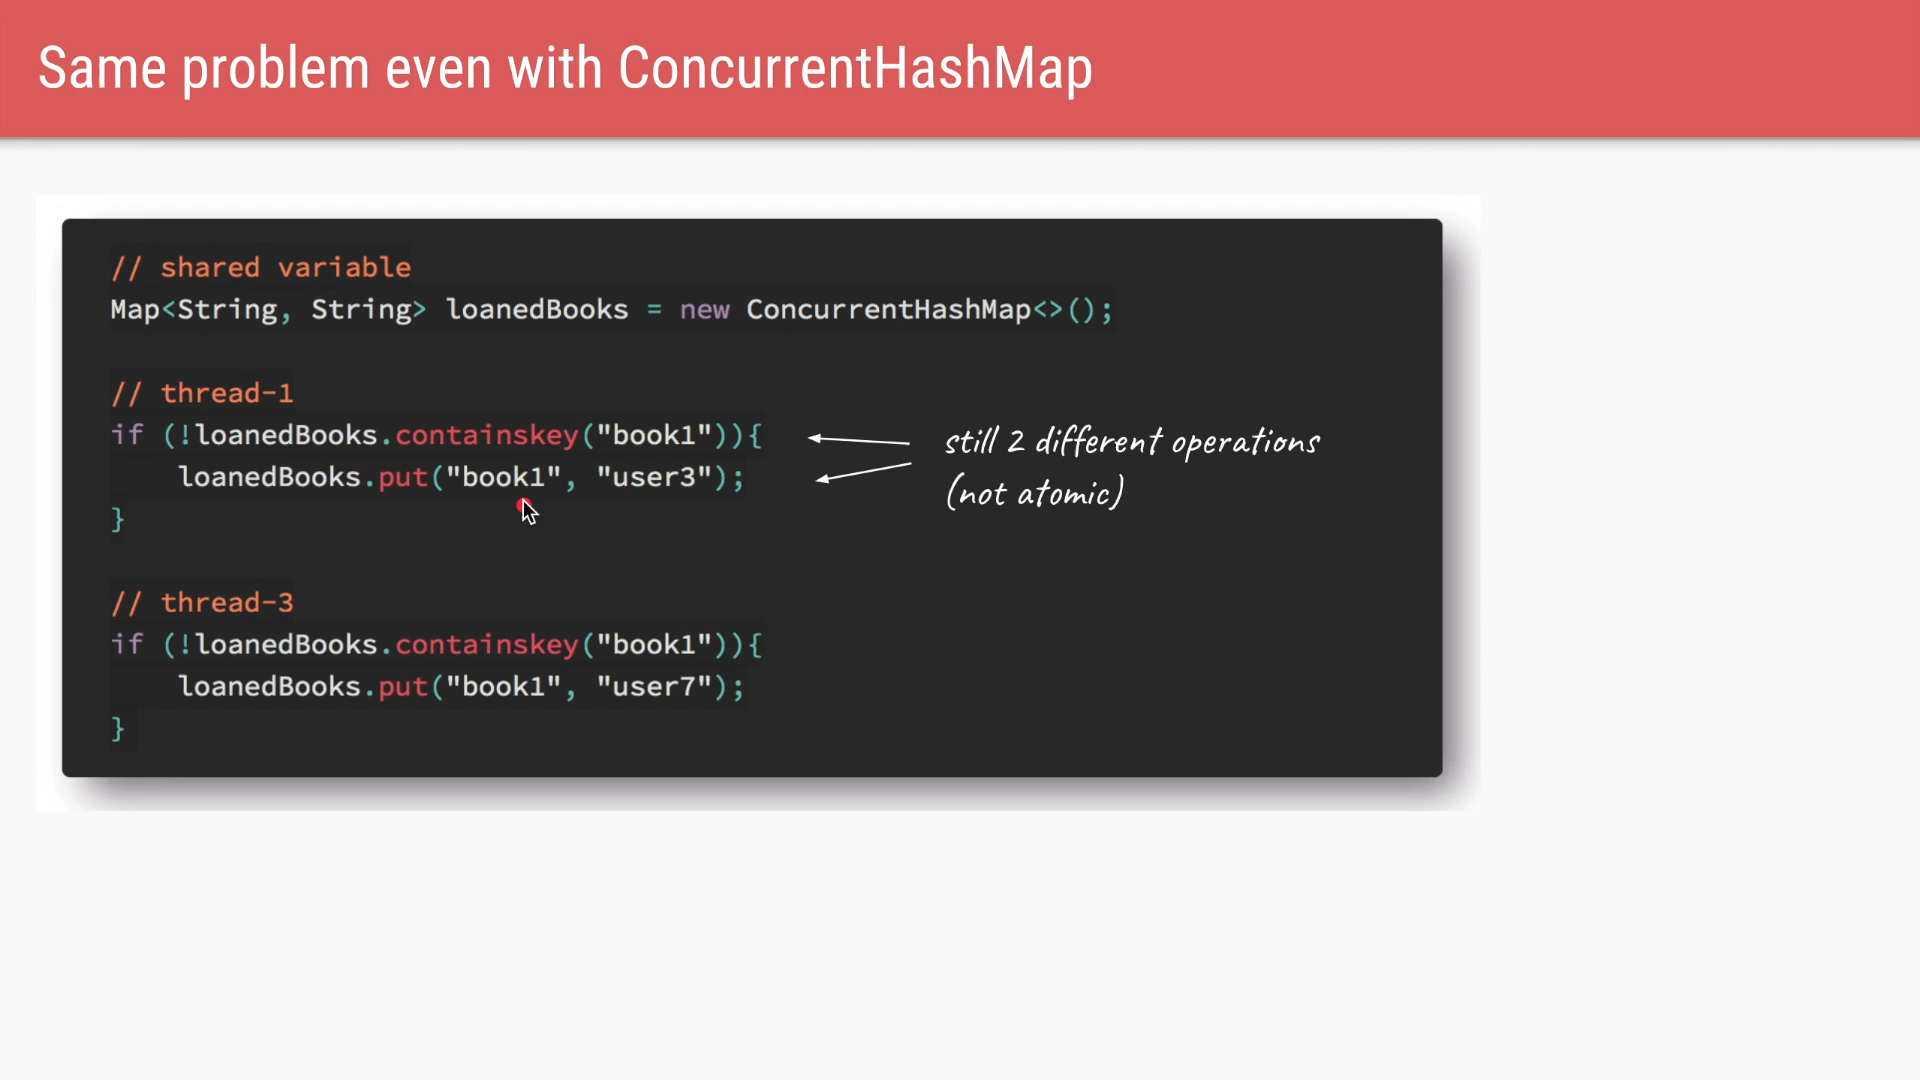 Same problem even with ConcurrentHashMap
// shared variable
Map<String, String> loanedBooks = new ConcurrentHashMap<>();
// thread-1
if (!loanedBooks.containskey("book1")){
    loanedBooks.put("book1", "user3");
}
still 2 different operations
(not atomic)
// thread-3
if (!loanedBooks.containskey("book1")){
    loanedBooks.put("book1", "user7");
}